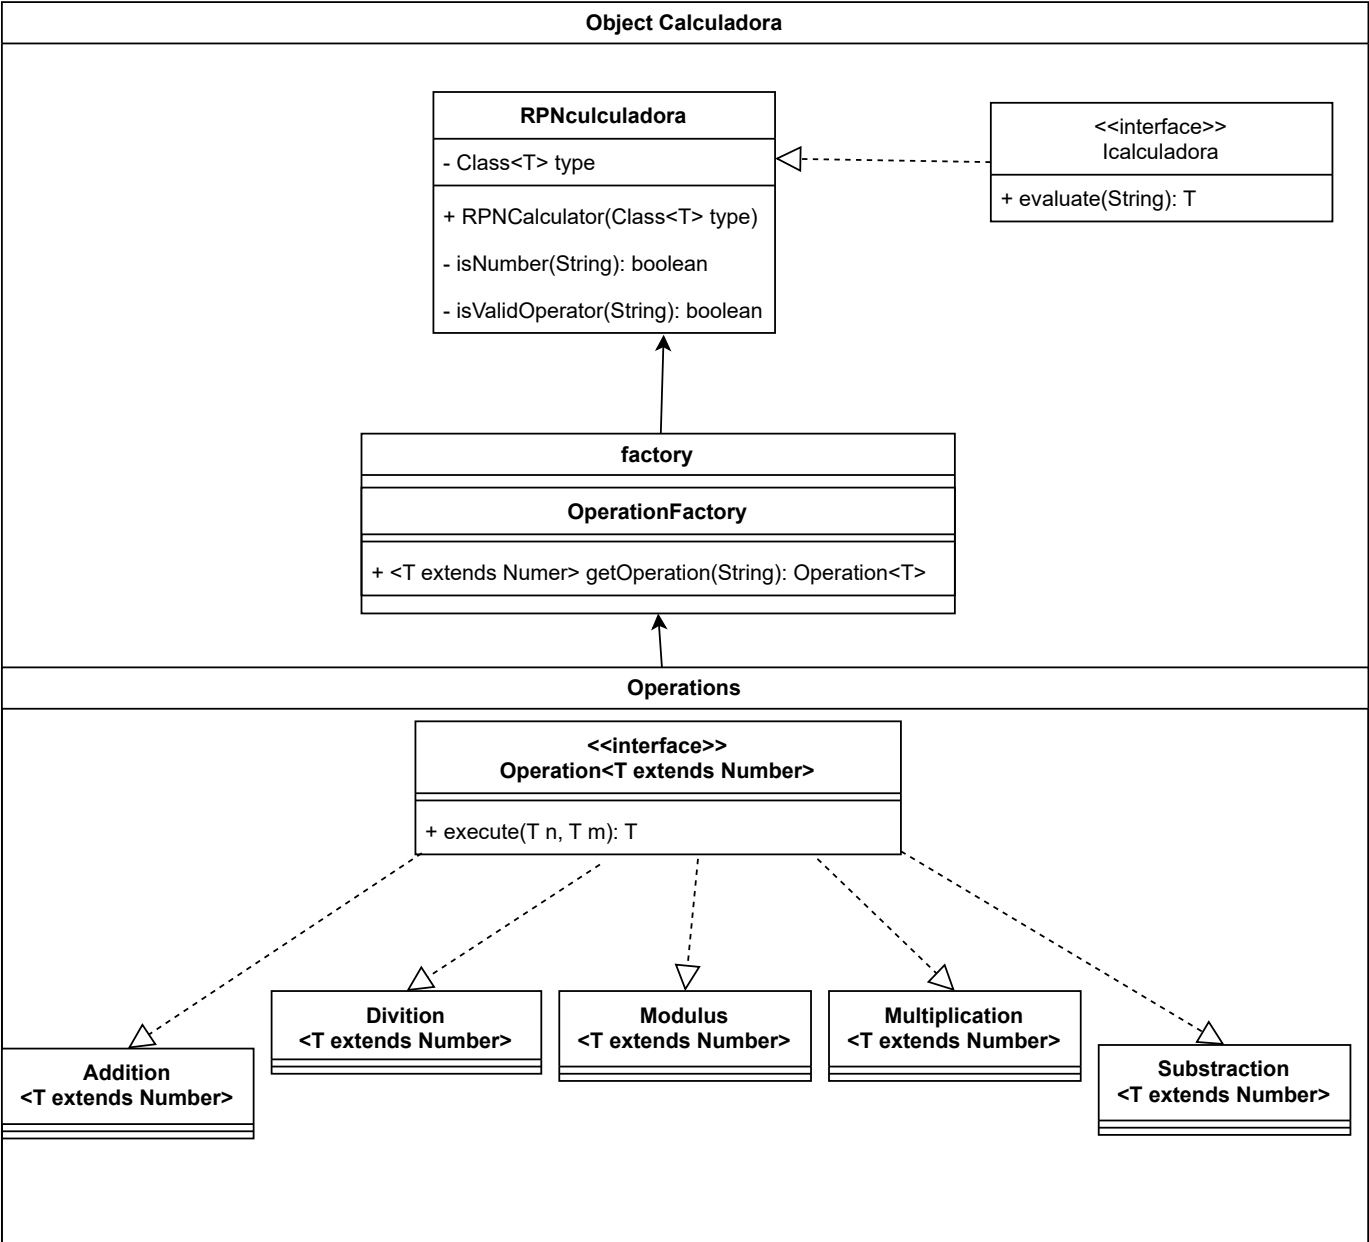 Object Calculadora
RPNculculadora
- Class<T> type
+ RPNCalculator(Class<T> type)
- isNumber(String): boolean
- isValidOperator(String): boolean
<<interface>>
Icalculadora
+ evaluate(String): T
factory
OperationFactory
+ <T extends Numer> getOperation(String): Operation<T>
Operations
<<interface>>
Operation<T extends Number>
+ execute(T n, T m): T
Addition
<T extends Number>
Divition
<T extends Number>
Modulus
<T extends Number>
Multiplication
<T extends Number>
Substraction
<T extends Number>